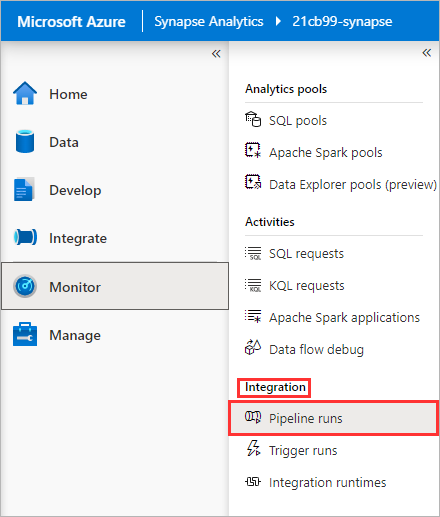 Microsoft Azure Synapse Analytics 21cb99-synapse
Home
Data
Develop
Integrate
Monitor
Manage
Analytics pools
SQL pools
Apache Spark pools
Data Explorer pools (preview)
Activities
SQL requests
KQL requests
Apache Spark applications
Data flow debug
Integration
Pipeline runs
Trigger runs
Integration runtimes